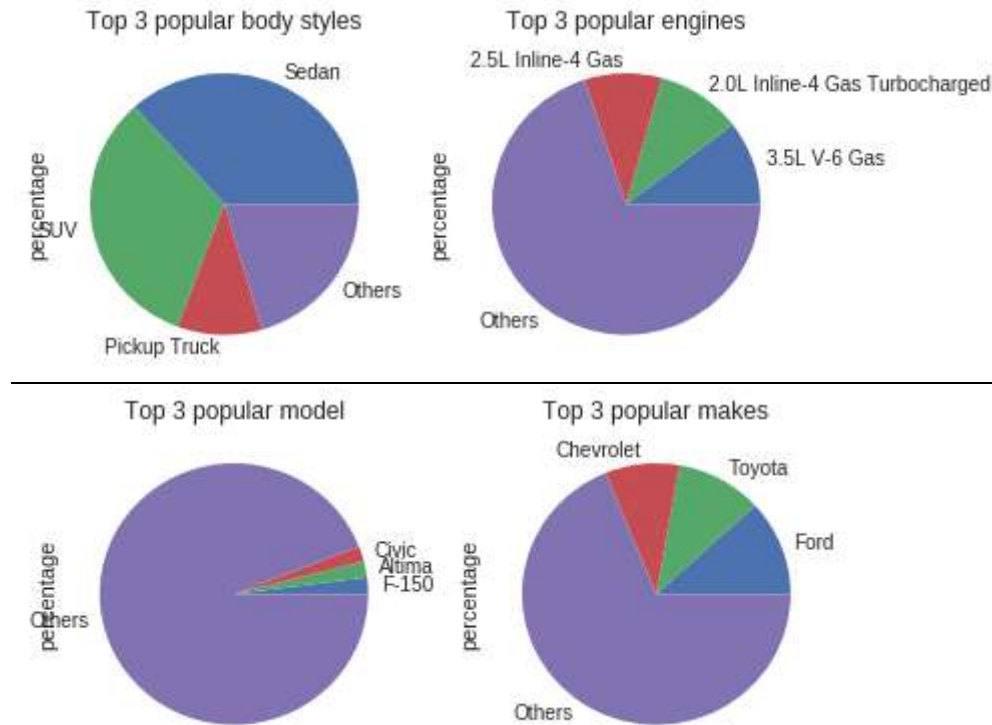 Top 3 popular body styles
Sedan
percentage
SUV
Others
Pickup Truck
Top 3 popular engines
2.5L Inline-4 Gas
2.0L Inline-4 Gas Turbocharged
3.5L V-6 Gas
percentage
Others
Top 3 popular model
Civic
Altima
F-150
percentage
Others
Top 3 popular makes
Chevrolet
Toyota
Ford
percentage
Others